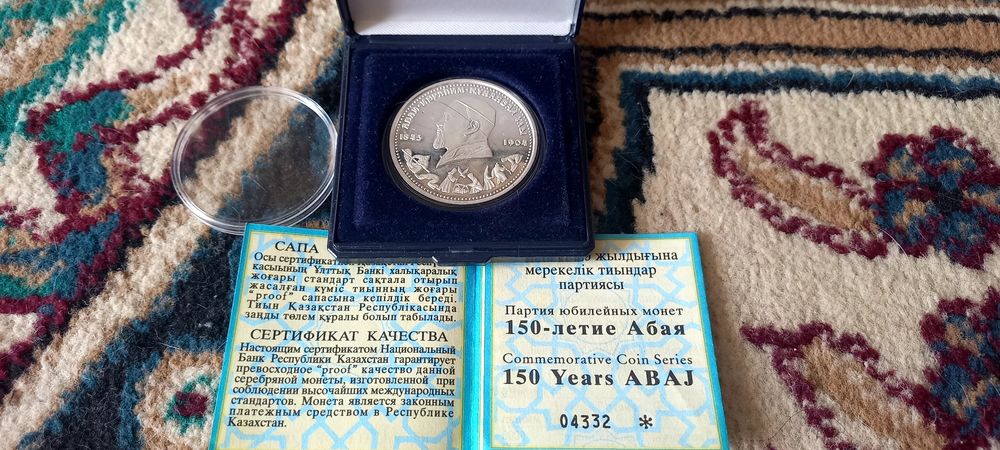 1845
1904
САПА
Осы сертификатпен Қазақстан Респуб-
касының Ұлттық Банкі халықаралық
жоғары стандарт сақтала отырып
жасалған күміс тиынның жоғары
"proof" сапасына кепілдік береді.
Тиын Қазақстан Республикасында
заңды төлем құралы болып табылады.
СЕРТИФИКАТ КАЧЕСТВА
Настоящим сертификатом Национальный
Банк Республики Казахстан гарантирует
превосходное "proof" качество данной
серебряной монеты, изготовленной при
соблюдении высочайших международных
стандартов. Монета является законным
платежным средством в Республике
Казахстан.
жылдығына
мерекелік тиындар
партиясы
Партия юбилейных монет
150-летие Абая
Commemorative Coin Series
150 Years ABAJ
04332 *